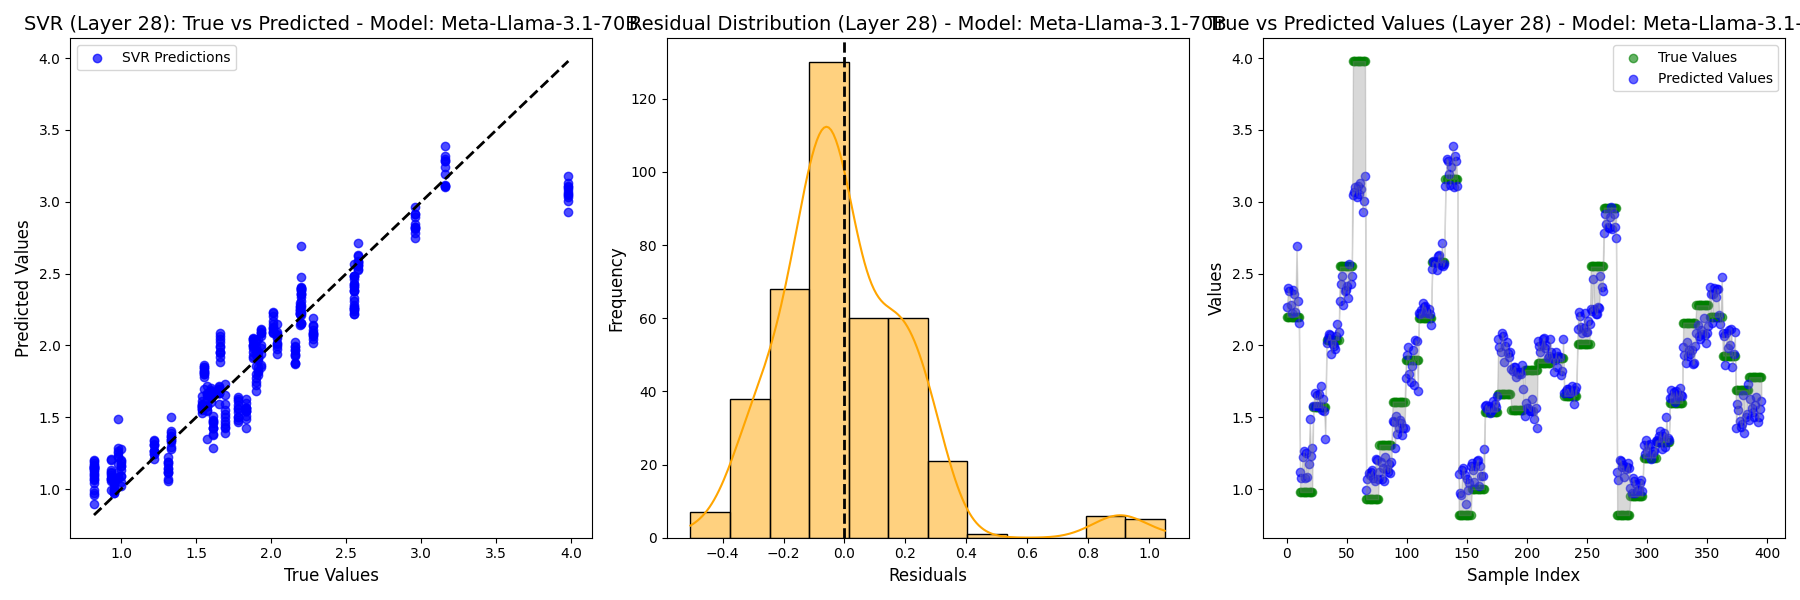 SVR (Layer 28): True vs Predicted - Model: Meta-Llama-3.1-70B
SVR Predictions
4.0
3.5
3.0
2.5
2.0
1.5
1.0
Predicted Values
1.0 1.5 2.0 2.5 3.0 3.5 4.0
True Values
Residual Distribution (Layer 28) - Model: Meta-Llama-3.1-70B
120
100
80
60
40
20
0
Frequency
−0.4 −0.2 0.0 0.2 0.4 0.6 0.8 1.0
Residuals
True vs Predicted Values (Layer 28) - Model: Meta-Llama-3.1-
True Values
Predicted Values
4.0
3.5
3.0
2.5
2.0
1.5
1.0
Values
0 50 100 150 200 250 300 350 400
Sample Index